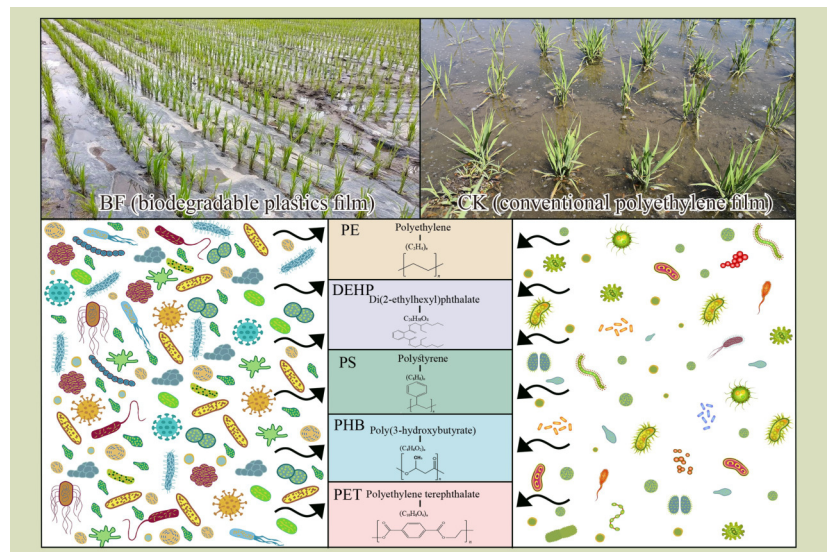 BF (biodegradable plastics film)
CK (conventional polyethylene film)
PE
Polyethylene
(C₂H₄)ₙ
n
DEHP
Di(2-ethylhexyl)phthalate
C₂₄H₃₈O₄
PS
Polystyrene
(C₈H₈)ₙ
n
PHB
Poly(3-hydroxybutyrate)
(C₄H₆O₂)ₙ
CH₃
O
O
n
PET
Polyethylene terephthalate
(C₁₀H₈O₄)ₙ
O
O
O
O
n